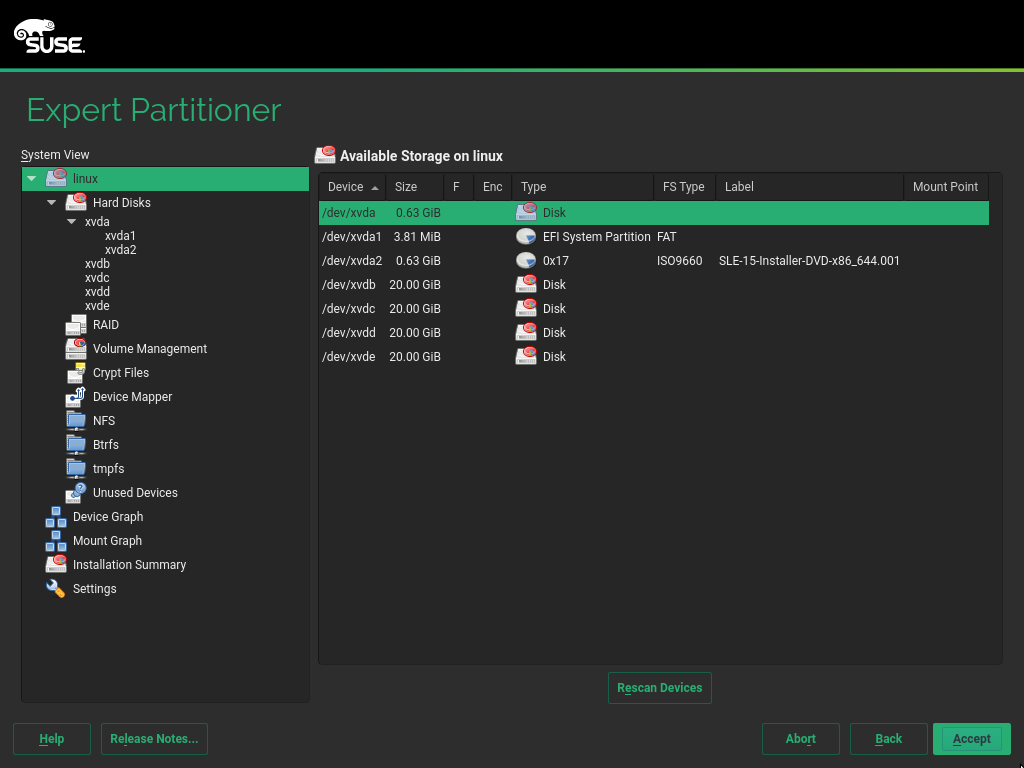 SUSE.
Expert Partitioner
System View
linux
Hard Disks
xvda
xvda1
xvda2
xvdb
xvdc
xvdd
xvde
RAID
Volume Management
Crypt Files
Device Mapper
NFS
Btrfs
tmpfs
Unused Devices
Device Graph
Mount Graph
Installation Summary
Settings
Available Storage on linux
Device Size F Enc Type FS Type Label Mount Point
/dev/xvda 0.63 GiB Disk
/dev/xvda1 3.81 MiB EFI System Partition FAT
/dev/xvda2 0.63 GiB 0x17 ISO9660 SLE-15-Installer-DVD-x86_644.001
/dev/xvdb 20.00 GiB Disk
/dev/xvdc 20.00 GiB Disk
/dev/xvdd 20.00 GiB Disk
/dev/xvde 20.00 GiB Disk
Rescan Devices
Help Release Notes... Abort Back Accept